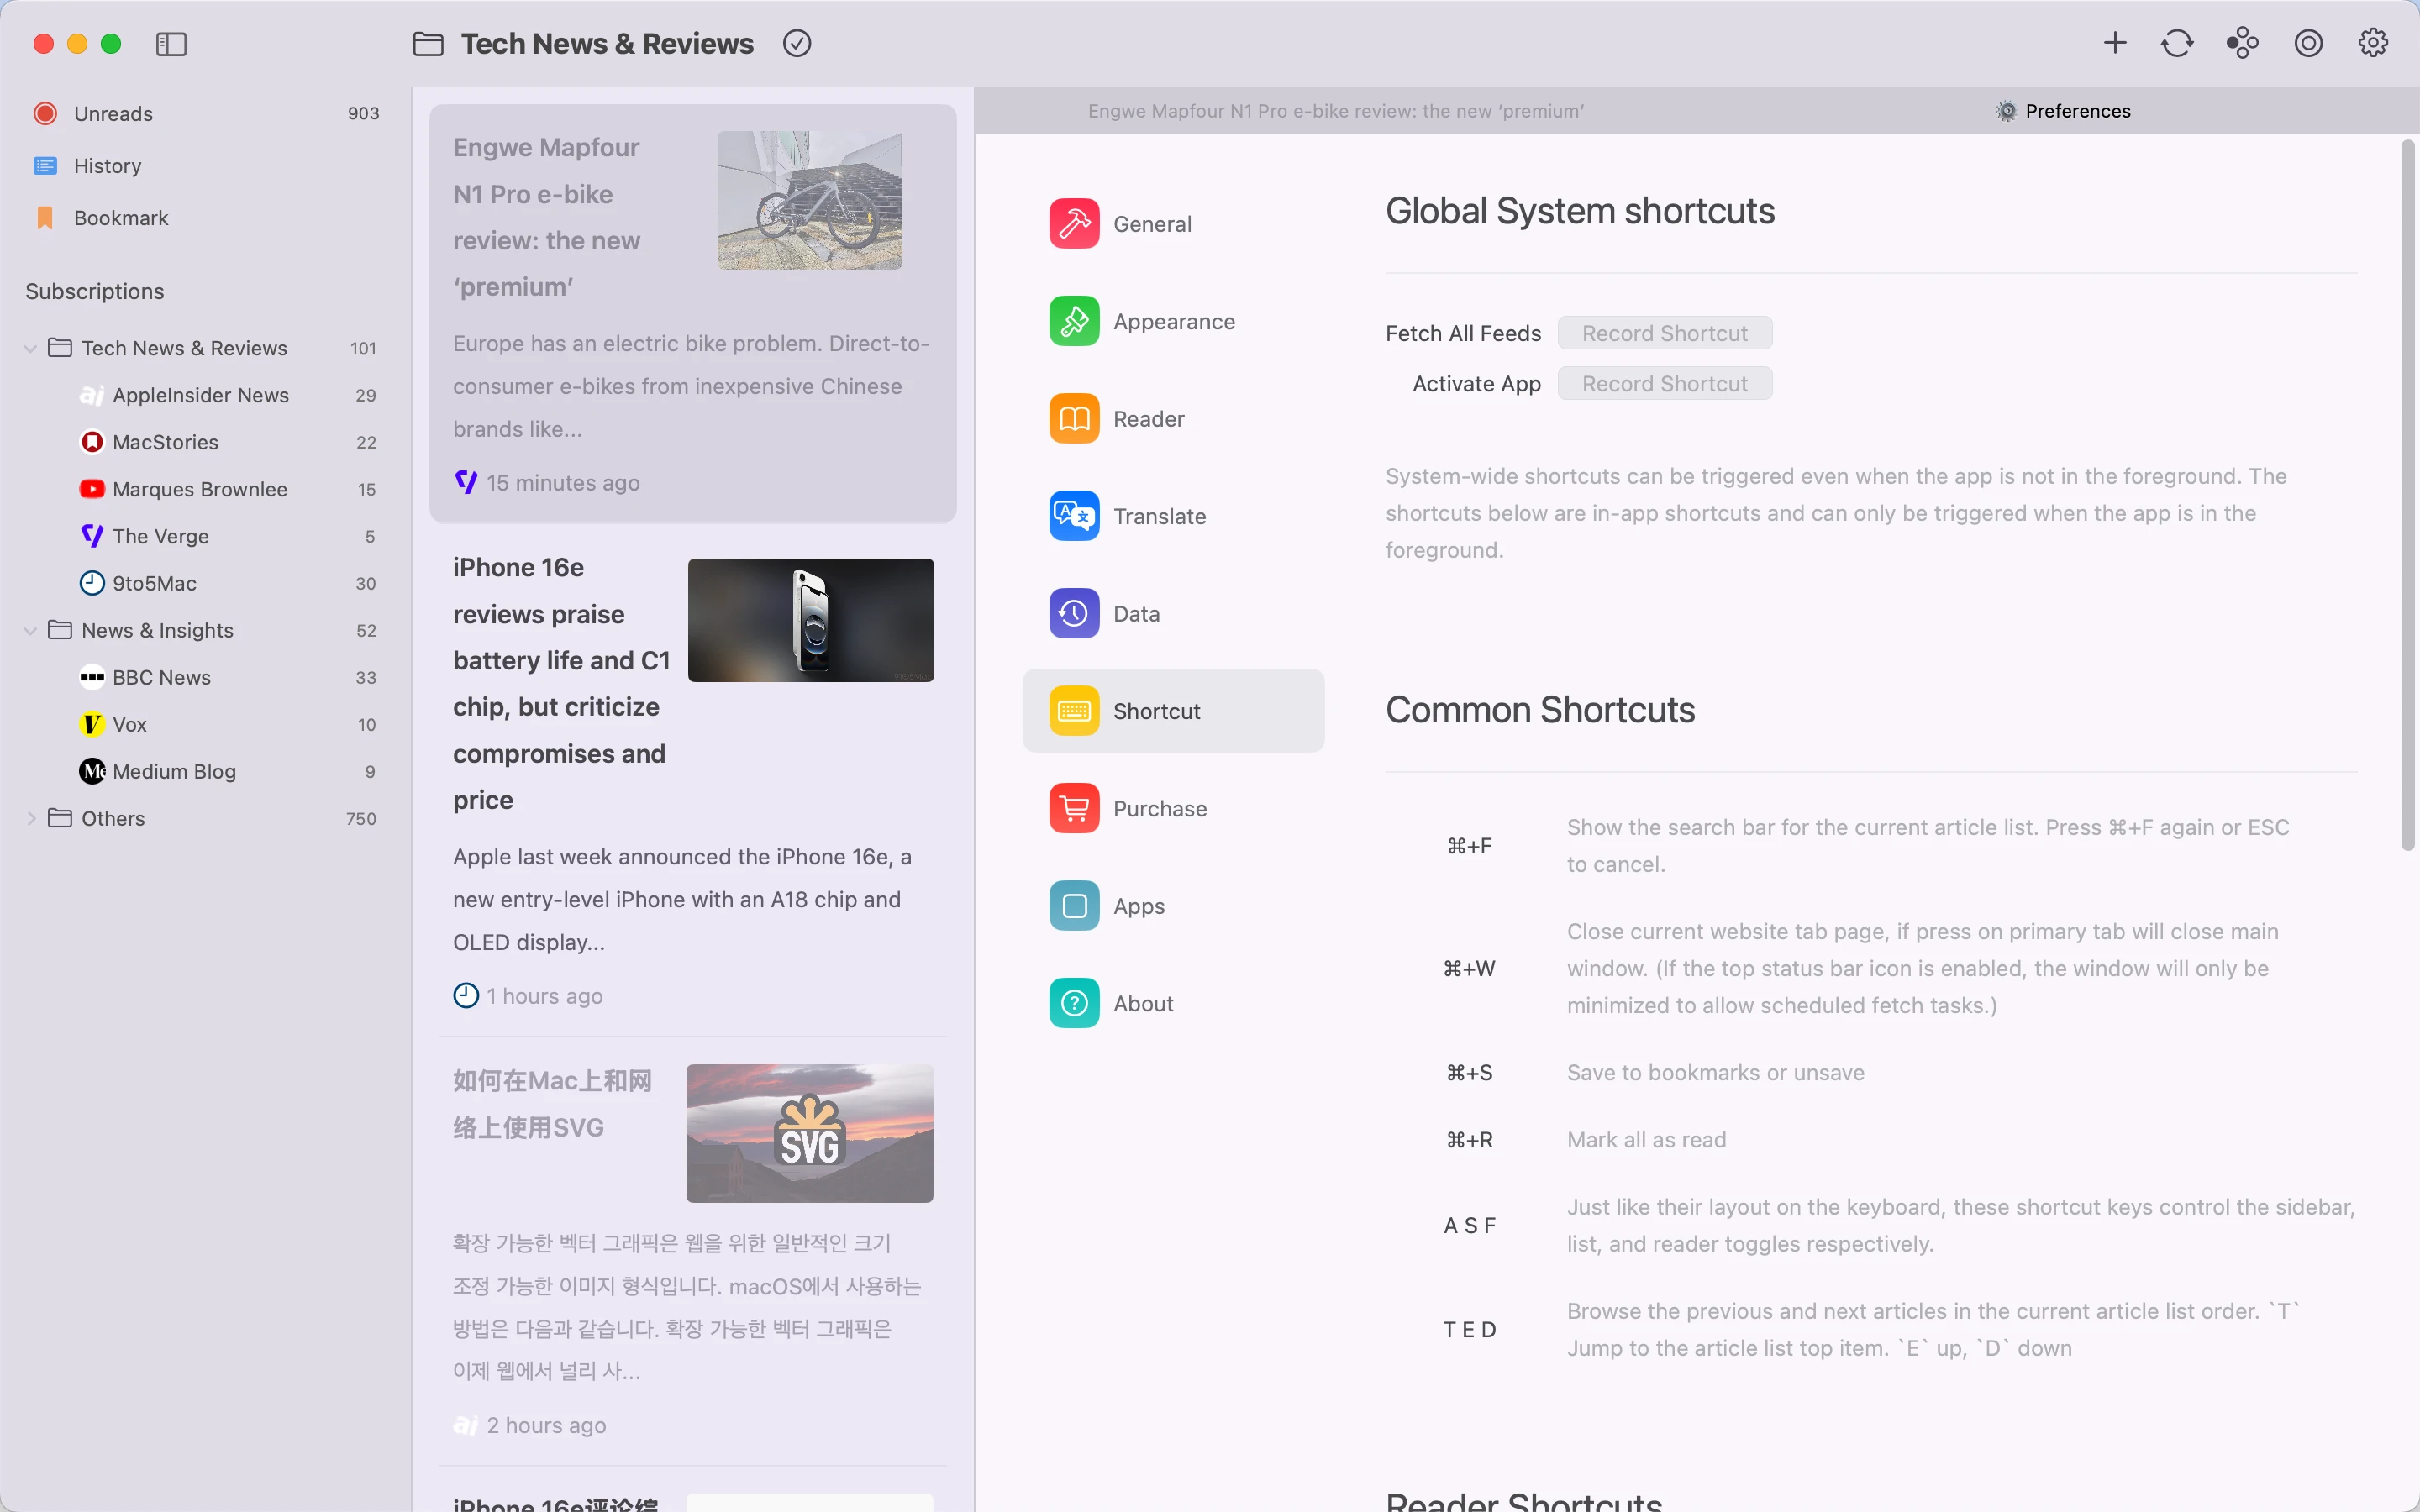 Tech News & Reviews
Unreads 903
History
Bookmark
Subscriptions
Tech News & Reviews 101
AppleInsider News 29
MacStories 22
Marques Brownlee 15
The Verge 5
9to5Mac 30
News & Insights 52
BBC News 33
Vox 10
Medium Blog 9
Others 750
Engwe Mapfour
N1 Pro e-bike
review: the new
‘premium’
Europe has an electric bike problem. Direct-to-
consumer e-bikes from inexpensive Chinese
brands like...
15 minutes ago
iPhone 16e
reviews praise
battery life and C1
chip, but criticize
compromises and
price
Apple last week announced the iPhone 16e, a
new entry-level iPhone with an A18 chip and
OLED display...
1 hours ago
如何在Mac上和网
络上使用SVG
SVG
확장 가능한 벡터 그래픽은 웹을 위한 일반적인 크기
조정 가능한 이미지 형식입니다. macOS에서 사용하는
방법은 다음과 같습니다. 확장 가능한 벡터 그래픽은
이제 웹에서 널리 사...
ai 2 hours ago
iPhone 16e评论综
Engwe Mapfour N1 Pro e-bike review: the new ‘premium’
Preferences
General
Appearance
Reader
Translate
Data
Shortcut
Purchase
Apps
About
Global System shortcuts
Fetch All Feeds Record Shortcut
Activate App Record Shortcut
System-wide shortcuts can be triggered even when the app is not in the foreground. The
shortcuts below are in-app shortcuts and can only be triggered when the app is in the
foreground.
Common Shortcuts
⌘+F
Show the search bar for the current article list. Press ⌘+F again or ESC
to cancel.
⌘+W
Close current website tab page, if press on primary tab will close main
window. (If the top status bar icon is enabled, the window will only be
minimized to allow scheduled fetch tasks.)
⌘+S Save to bookmarks or unsave
⌘+R Mark all as read
A S F
Just like their layout on the keyboard, these shortcut keys control the sidebar,
list, and reader toggles respectively.
T E D
Browse the previous and next articles in the current article list order. `T`
Jump to the article list top item. `E` up, `D` down
Reader Shortcuts